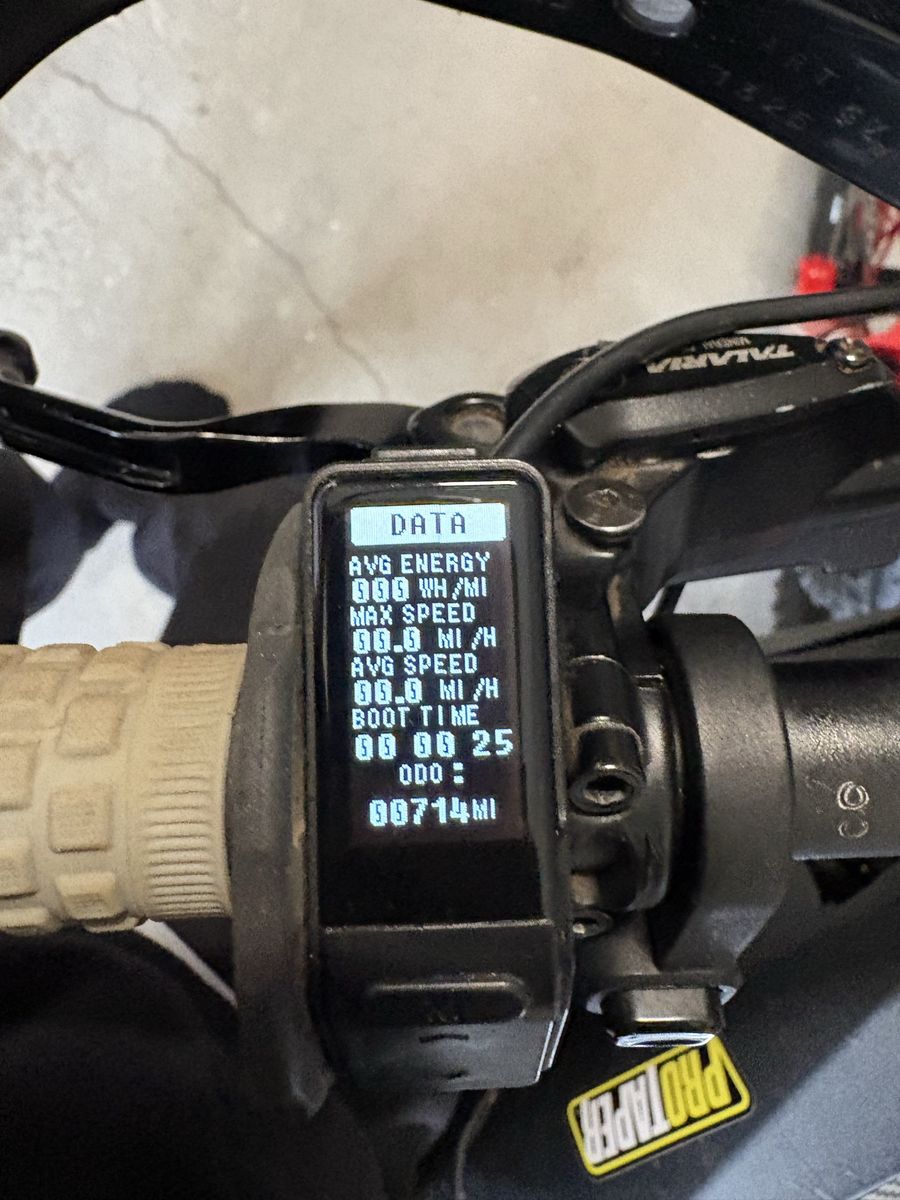 DATA
AVG ENERGY
000 WH/MI
MAX SPEED
00.0 MI/H
AVG SPEED
00.0 MI/H
BOOT TIME
00 00 25
ODO:
00714MI
TALARIA
PROTAPER